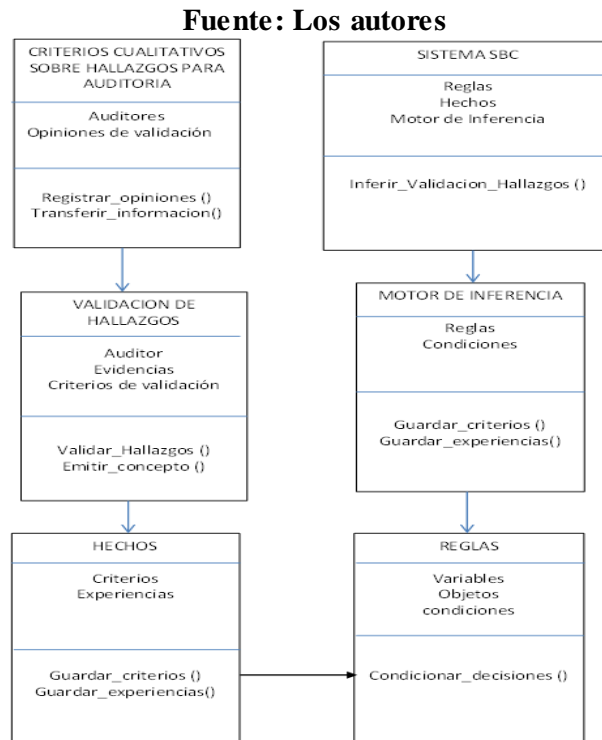 Fuente: Los autores
CRITERIOS CUALITATIVOS
SOBRE HALLAZGOS PARA
AUDITORIA
Auditores
Opiniones de validación
Registrar_opiniones ()
Transferir_informacion()
SISTEMA SBC
Reglas
Hechos
Motor de Inferencia
Inferir_Validacion_Hallazgos ()
VALIDACION DE
HALLAZGOS
Auditor
Evidencias
Criterios de validación
Validar_Hallazgos ()
Emitir_concepto ()
MOTOR DE INFERENCIA
Reglas
Condiciones
Guardar_criterios ()
Guardar_experiencias()
HECHOS
Criterios
Experiencias
Guardar_criterios ()
Guardar_experiencias()
REGLAS
Variables
Objetos
condiciones
Condicionar_decisiones ()